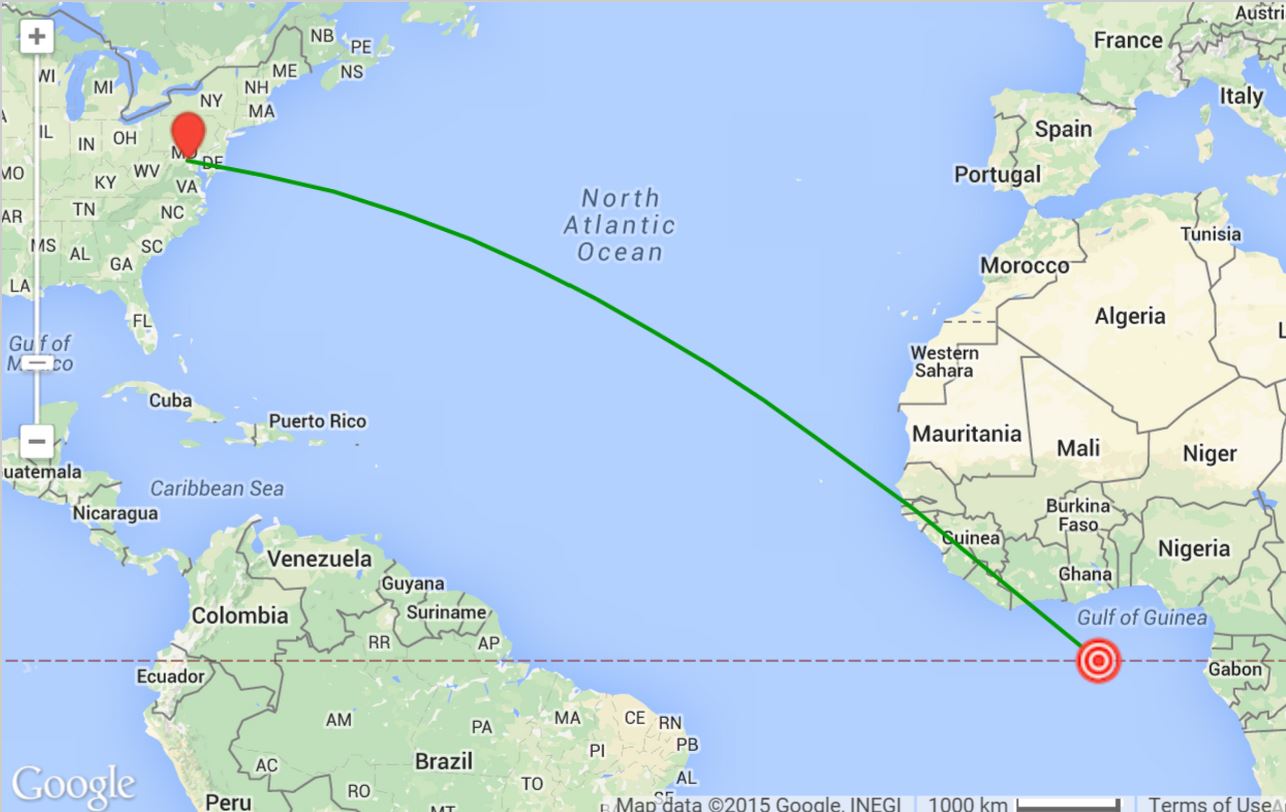 Austri
NB
France
PE
WI
ME
NS
MI
NH
Italy
NY
MA
Spain
IL
IN
OH
MD
DE
MO
WV
Portugal
KY
VA
North
Atlantic
Ocean
TN
NC
AR
MS
AL
SC
Tunisia
GA
Morocco
LA
FL
Algeria
Gulf of
Mexico
Western
Sahara
Cuba
Puerto Rico
Mauritania
Mali
Niger
uatemala
Caribbean Sea
Nicaragua
Burkina
Faso
Guinea
Nigeria
Venezuela
Ghana
Guyana
Suriname
Colombia
Gulf of Guinea
RR
AP
Ecuador
Gabon
AM
PA
MA
CE
RN
PB
PI
Brazil
AC
TO
AL
RO
Google
Peru
Map data ©2015 Google, INEGI
1000 km
Terms of Use